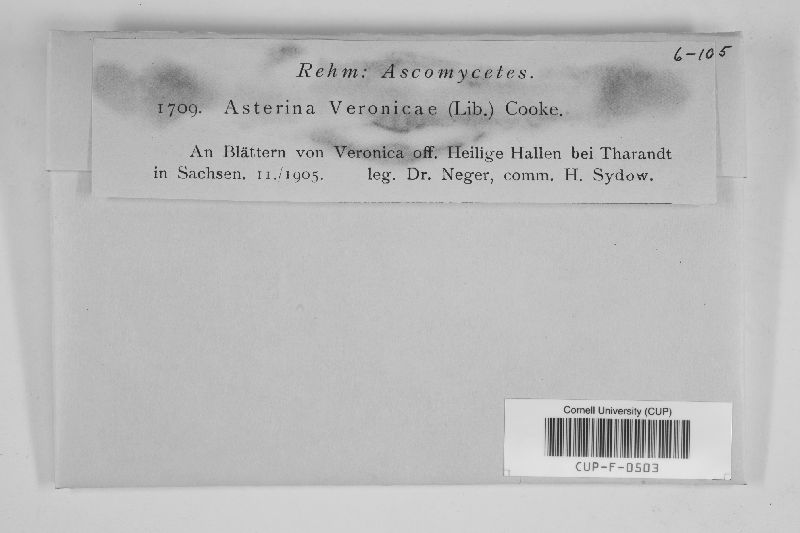 6-105
Rehm: Ascomycetes.
1709. Asterina Veronicae (Lib.) Cooke.
An Blättern von Veronica off. Heilige Hallen bei Tharandt
in Sachsen. 11./1905. leg. Dr. Neger, comm. H. Sydow.
Cornell University (CUP)
CUP-F-0503